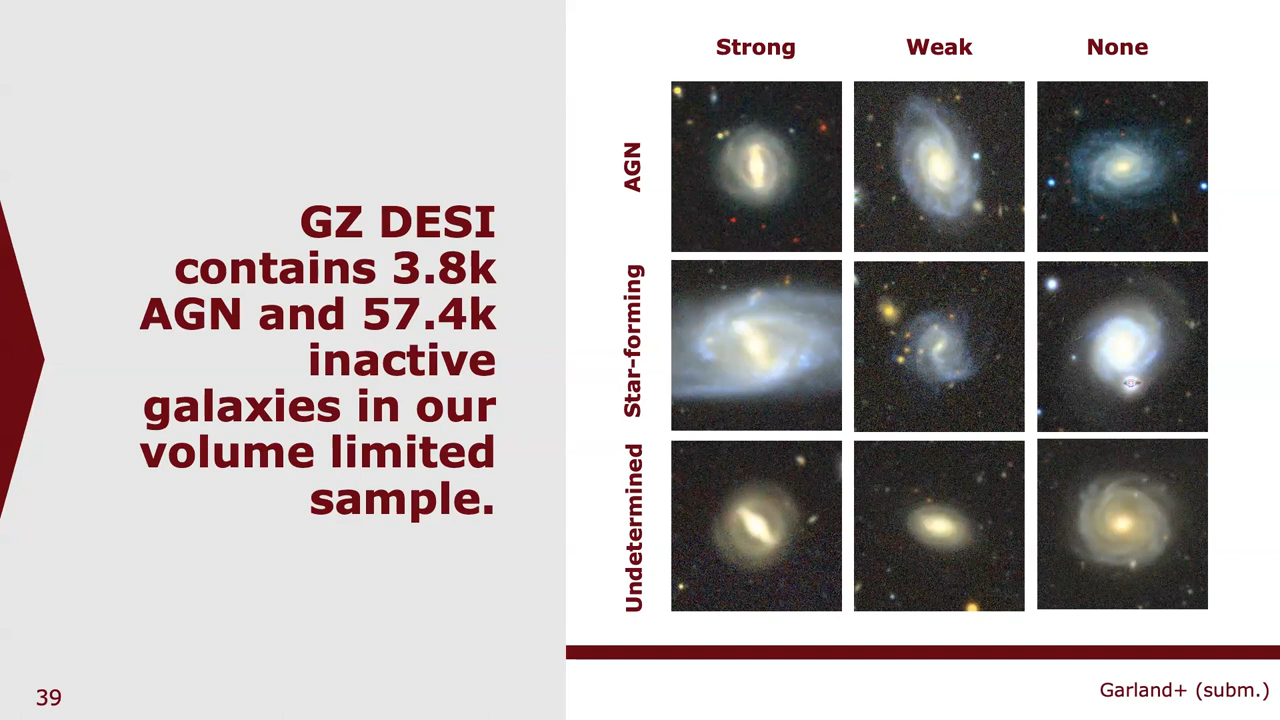 GZ DESI
contains 3.8k
AGN and 57.4k
inactive
galaxies in our
volume limited
sample.
39
Strong Weak None
AGN
Star-forming
Undetermined
Garland+ (subm.)